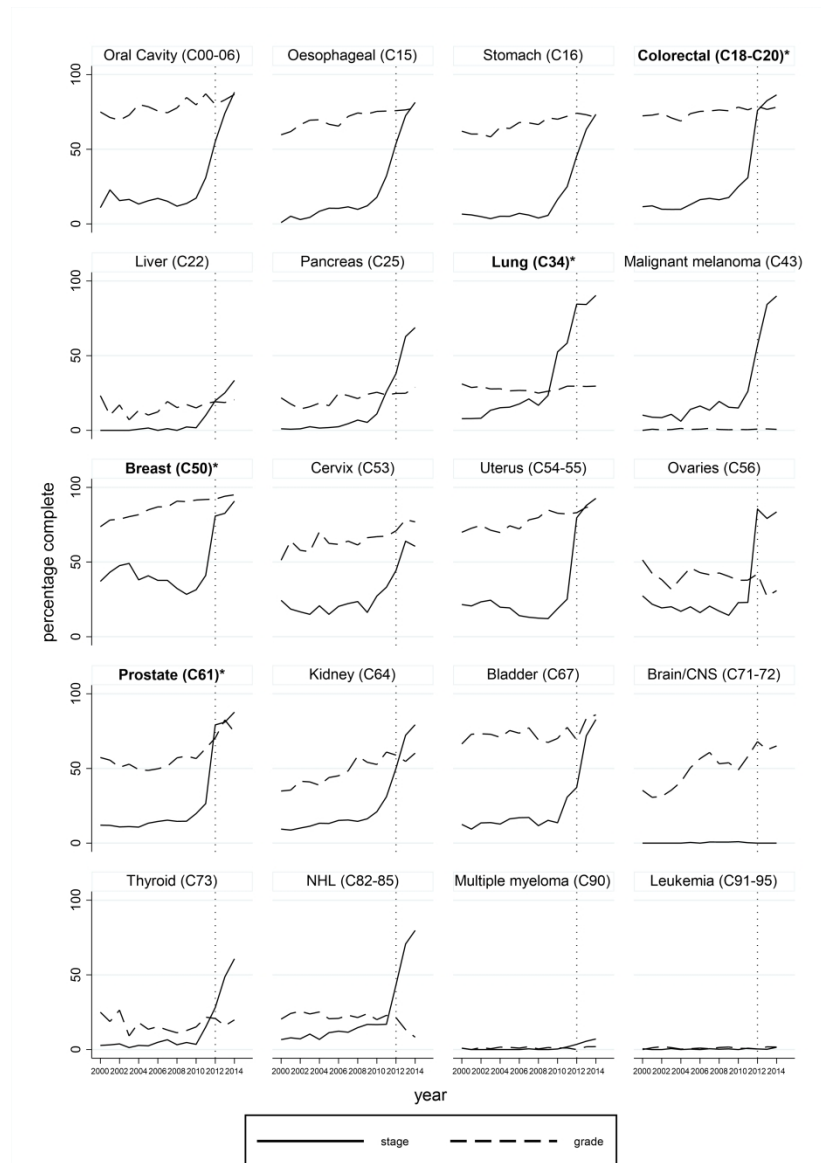 Oral Cavity (C00-06) Oesophageal (C15) Stomach (C16) Colorectal (C18-C20)*
100
50
0
Liver (C22) Pancreas (C25) Lung (C34)* Malignant melanoma (C43)
100
50
0
Breast (C50)* Cervix (C53) Uterus (C54-55) Ovaries (C56)
100
50
0
percentage complete
Prostate (C61)* Kidney (C64) Bladder (C67) Brain/CNS (C71-72)
100
50
0
Thyroid (C73) NHL (C82-85) Multiple myeloma (C90) Leukemia (C91-95)
100
50
0
2000 2002 2004 2006 2008 2010 2012 2014 2000 2002 2004 2006 2008 2010 2012 2014 2000 2002 2004 2006 2008 2010 2012 2014 2000 2002 2004 2006 2008 2010 2012 2014
year
stage grade